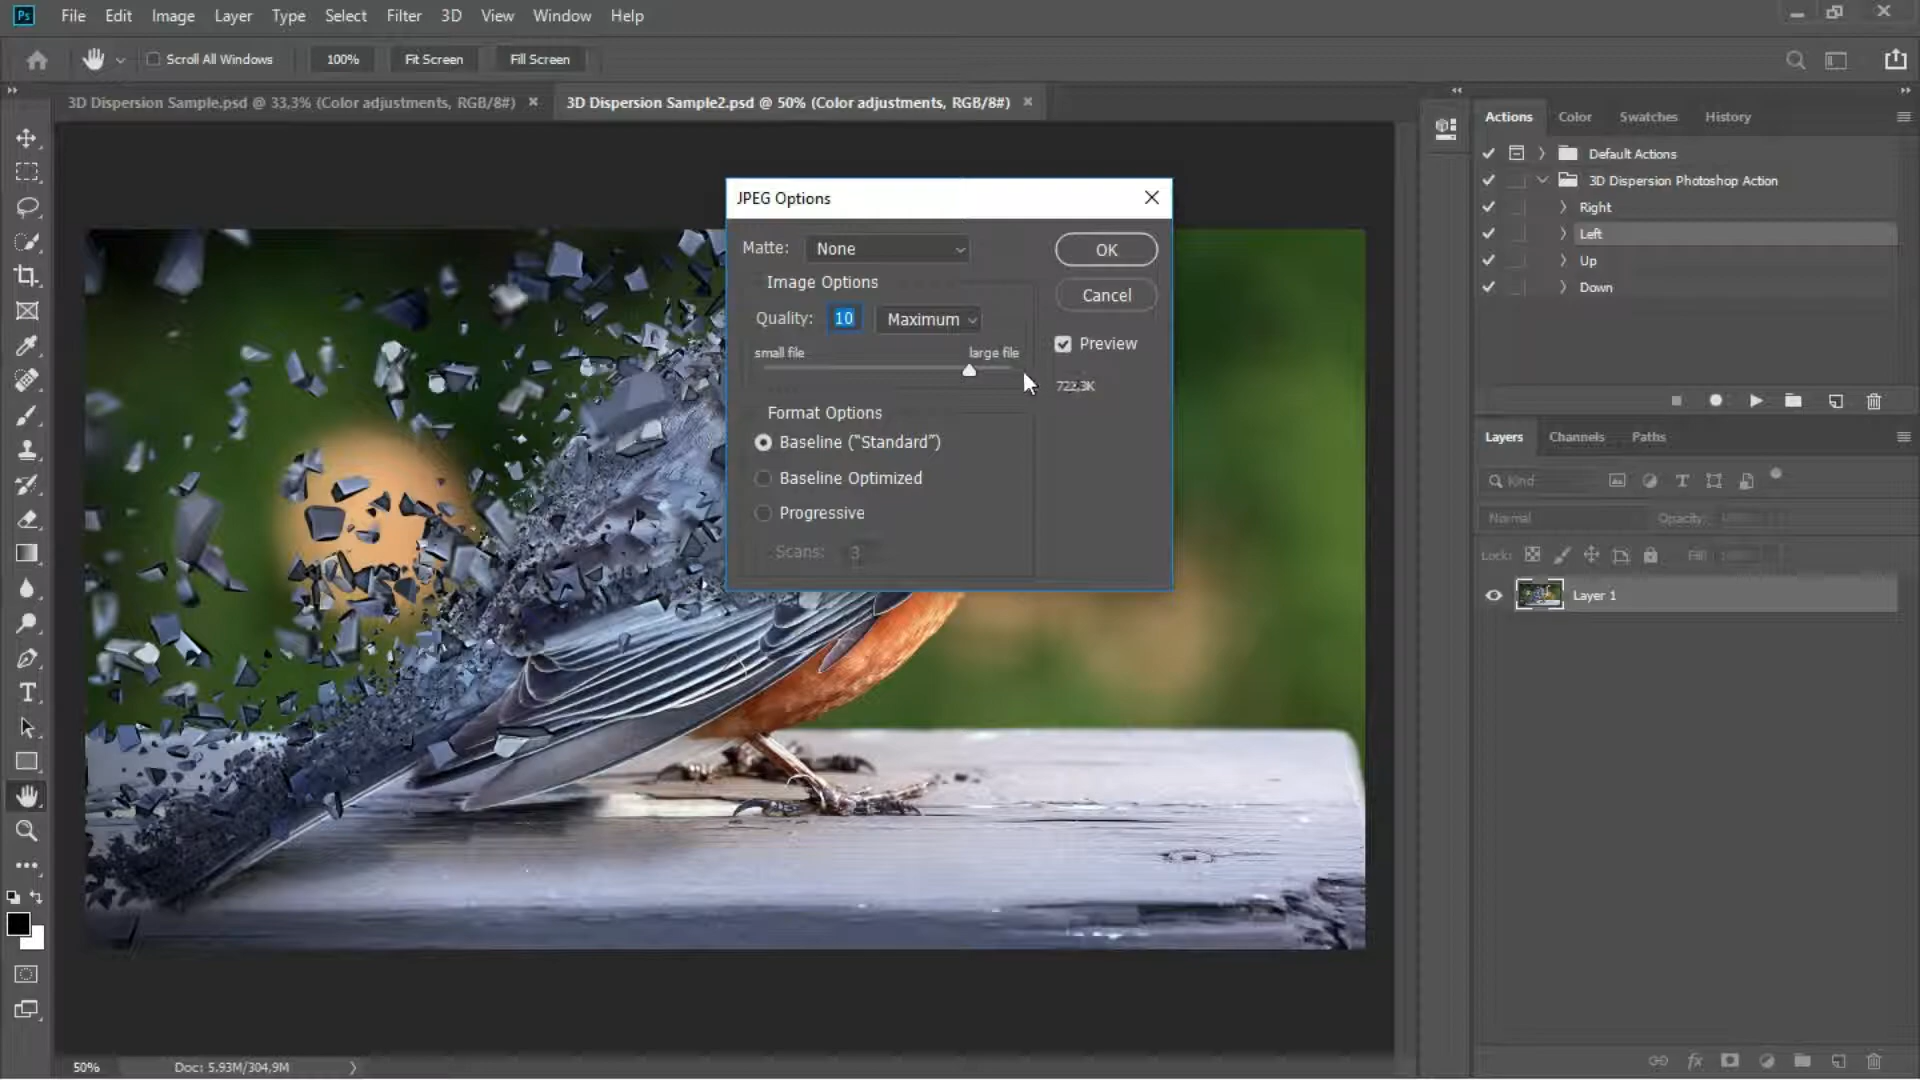 Ps File Edit Image Layer Type Select Filter 3D View Window Help
Scroll All Windows 100% Fit Screen Fill Screen
3D Dispersion Sample.psd @ 33,3% (Color adjustments, RGB/8#) × 3D Dispersion Sample2.psd @ 50% (Color adjustments, RGB/8#) ×
JPEG Options
Matte: None
OK
Image Options
Cancel
Quality: 10 Maximum
small file large file
Preview
Format Options
Baseline (“Standard”)
Baseline Optimized
Progressive
Scans: 3
Actions Color Swatches History
Default Actions
3D Dispersion Photoshop Action
Right
Left
Up
Down
Layers Channels Paths
Kind
Normal Opacity:
Lock: Fill
Layer 1
fx
50% Doc: 5,93M/304,9M